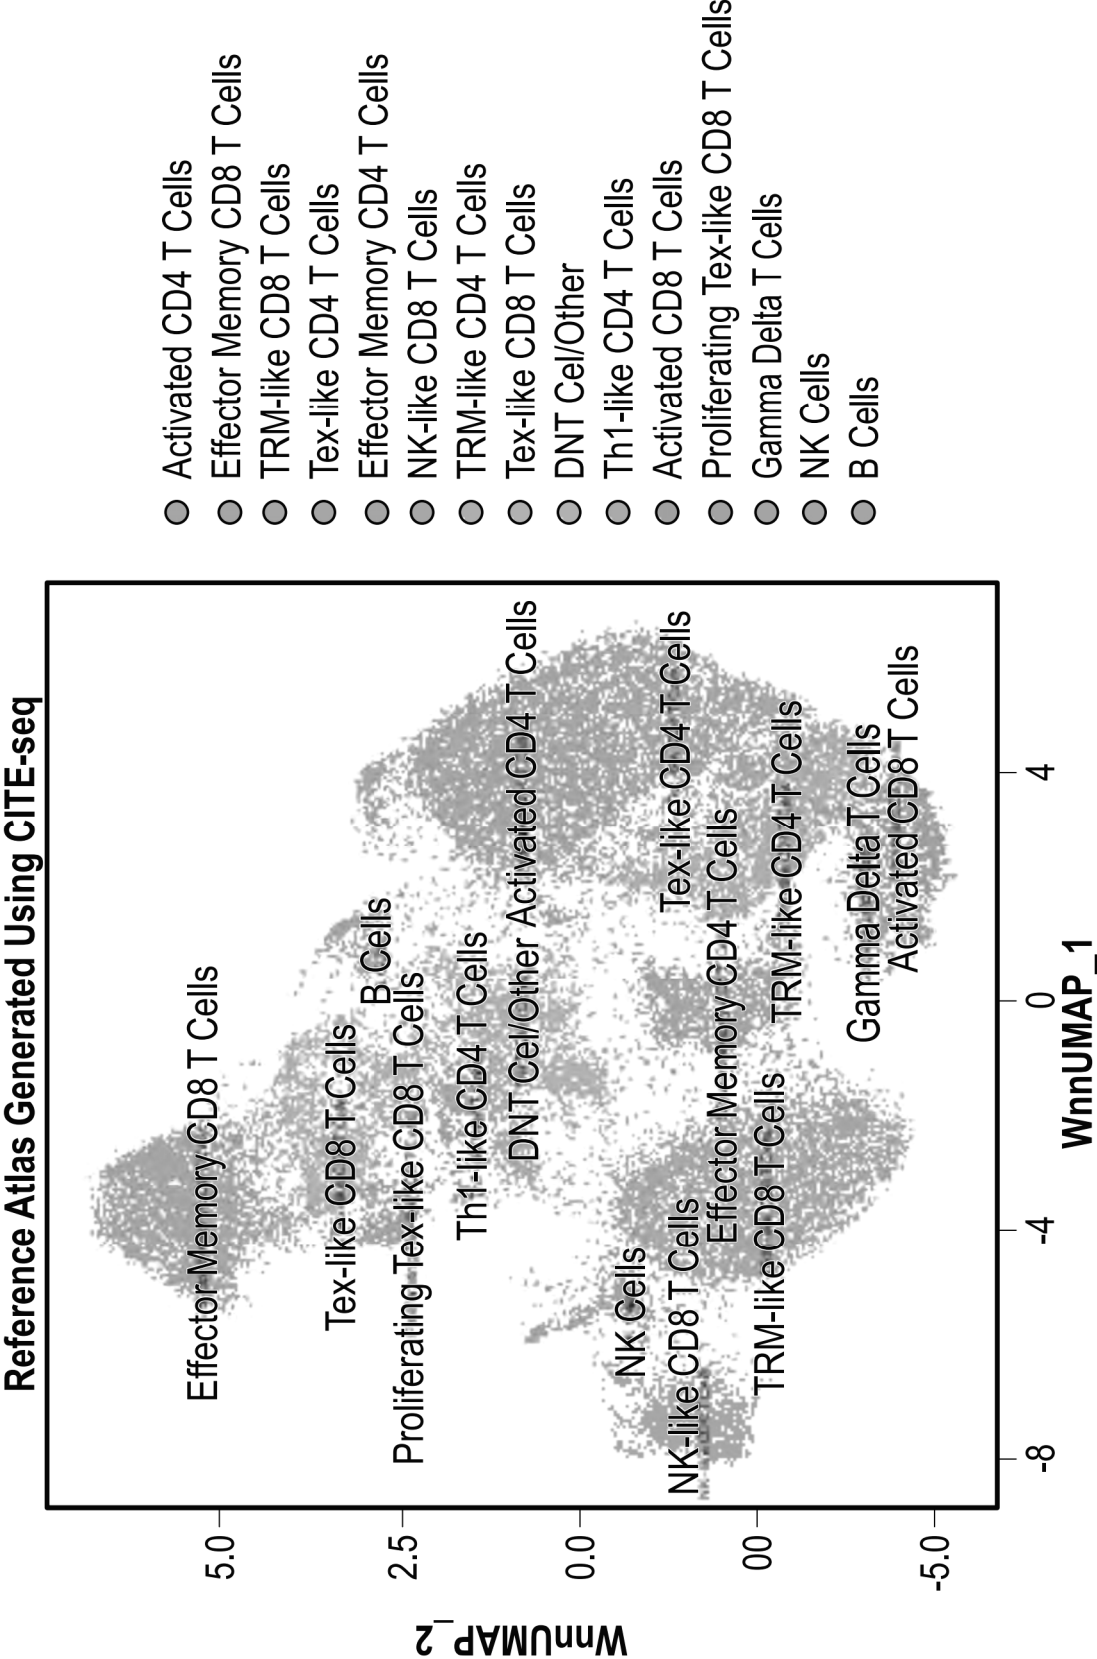 Reference Atlas Generated Using CITE-seq
WnnUMAP_2
5.0
2.5
0.0
00
-5.0
Effector Memory CD8 T Cells
Tex-like CD8 T Cells
B Cells
Proliferating Tex-like CD8 T Cells
Th1-like CD4 T Cells
DNT Cel/Other
Activated CD4 T Cells
NK Cells
Tex-like CD4 T Cells
NK-like CD8 T Cells
Effector Memory CD4 T Cells
TRM-like CD8 T Cells
TRM-like CD4 T Cells
Gamma Delta T Cells
Activated CD8 T Cells
-8
-4
0
4
WnnUMAP_1
Activated CD4 T Cells
Effector Memory CD8 T Cells
TRM-like CD8 T Cells
Tex-like CD4 T Cells
Effector Memory CD4 T Cells
NK-like CD8 T Cells
TRM-like CD4 T Cells
Tex-like CD8 T Cells
DNT Cel/Other
Th1-like CD4 T Cells
Activated CD8 T Cells
Proliferating Tex-like CD8 T Cells
Gamma Delta T Cells
NK Cells
B Cells